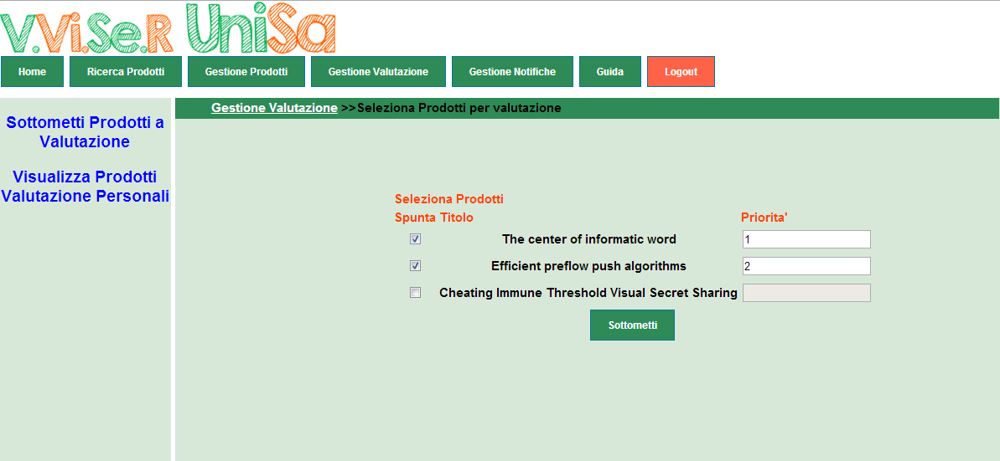 V.Vi.Se.R UniSa
Home Ricerca Prodotti Gestione Prodotti Gestione Valutazione Gestione Notifiche Guida Logout
Gestione Valutazione >>Seleziona Prodotti per valutazione
Sottometti Prodotti a
Valutazione
Visualizza Prodotti
Valutazione Personali
Seleziona Prodotti
Spunta Titolo Priorita'
The center of informatic word 1
Efficient preflow push algorithms 2
Cheating Immune Threshold Visual Secret Sharing
Sottometti